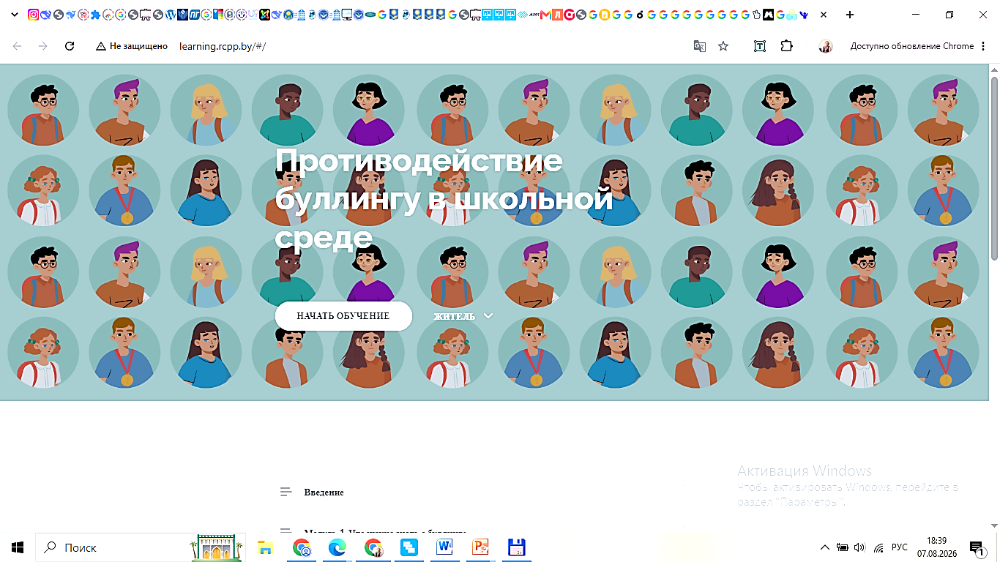 Не защищено
learning.rcpp.by/#/
Доступно обновление Chrome
Противодействие
буллингу в школьной
среде
НАЧАТЬ ОБУЧЕНИЕ
ЖИТЕЛЬ
Активация Windows
Чтобы активировать Windows, перейдите в
раздел "Параметры".
Введение
Поиск
РУС
18:39
07.08.2026
1